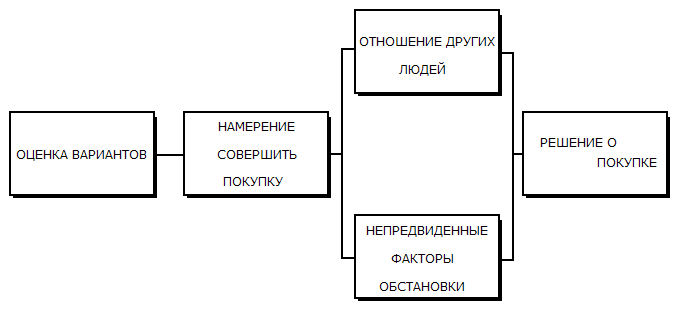 ОЦЕНКА ВАРИАНТОВ
НАМЕРЕНИЕ
СОВЕРШИТЬ
ПОКУПКУ
ОТНОШЕНИЕ ДРУГИХ
ЛЮДЕЙ
НЕПРЕДВИДЕННЫЕ
ФАКТОРЫ
ОБСТАНОВКИ
РЕШЕНИЕ О
ПОКУПКЕ